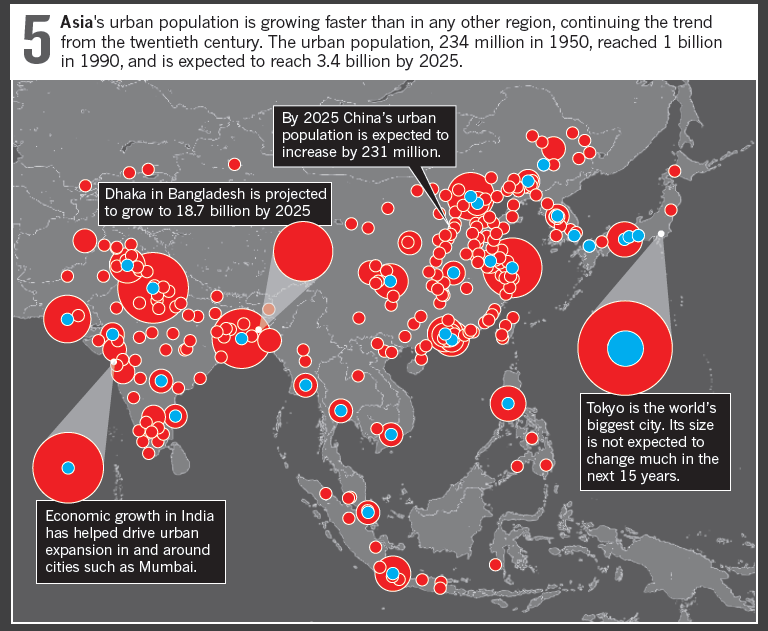 5
Asia's urban population is growing faster than in any other region, continuing the trend
from the twentieth century. The urban population, 234 million in 1950, reached 1 billion
in 1990, and is expected to reach 3.4 billion by 2025.
By 2025 China's urban
population is expected to
increase by 231 million.
Dhaka in Bangladesh is projected
to grow to 18.7 billion by 2025
Tokyo is the world's
biggest city. Its size
is not expected to
change much in the
next 15 years.
Economic growth in India
has helped drive urban
expansion in and around
cities such as Mumbai.